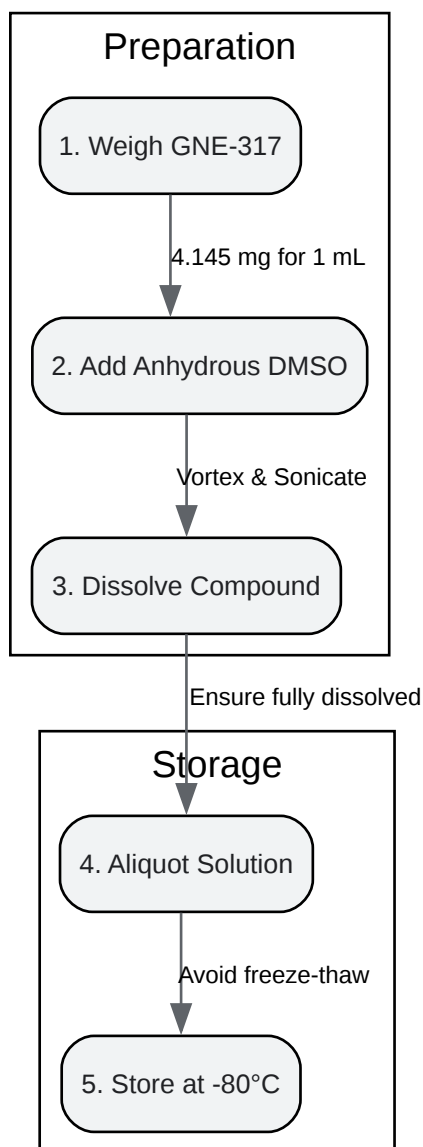 Preparation
1. Weigh GNE-317
4.145 mg for 1 mL
2. Add Anhydrous DMSO
Vortex & Sonicate
3. Dissolve Compound
Ensure fully dissolved
Storage
4. Aliquot Solution
Avoid freeze-thaw
5. Store at -80°C